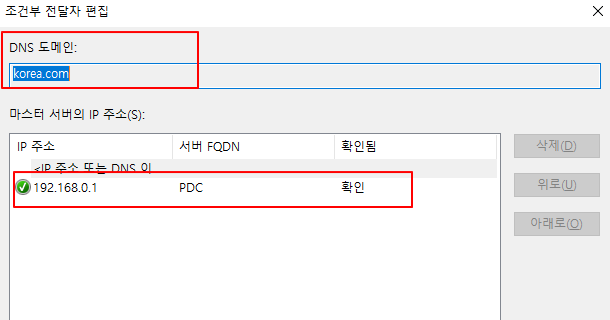 조건부 전달자 편집
DNS 도메인:
korea.com
마스터 서버의 IP 주소(S):
IP 주소 서버 FQDN 확인됨
<IP 주소 또는 DNS 이
192.168.0.1 PDC 확인
삭제(D)
위로(U)
아래로(O)